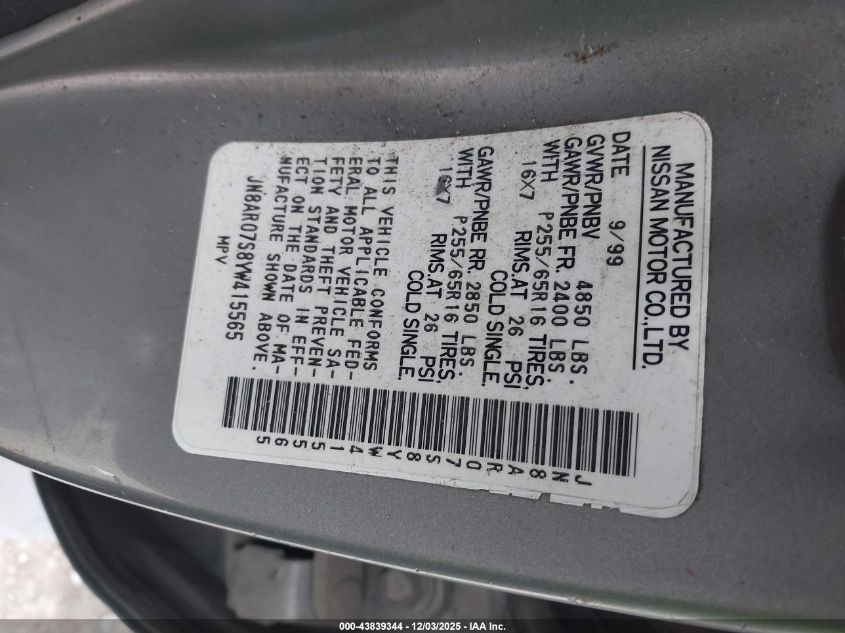 MANUFACTURED BY
NISSAN MOTOR CO.,LTD.
DATE 9/99
GVWR/PNBV 4850 LBS.
GAWR/PNBE FR. 2400 LBS.
WITH P255/65R16 TIRES,
16X7 RIMS.AT 26 PSI
COLD SINGLE.
GAWR/PNBE RR. 2850 LBS
WITH P255/65R16 TIRES,
16X7 RIMS.AT 26 PSI
COLD SINGLE.
THIS VEHICLE CONFORMS
TO ALL APPLICABLE FED-
ERAL MOTOR VEHICLE SA-
FETY AND THEFT PREVEN-
TION STANDARDS IN EFF-
ECT ON THE DATE OF MA-
NUFACTURE SHOWN ABOVE.
JN8AR07S8YW415565
MPV
JN8AR07S8YW415565
000-43839344 - 12/03/2025 - IAA Inc.